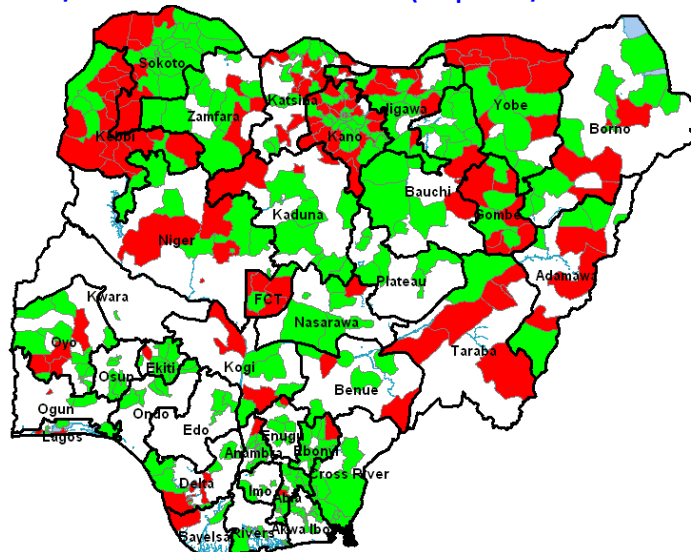 Sokoto
Katsina
Zamfara
Jigawa
Yobe
Kano
Borno
Kebbi
Bauchi
Kaduna
Gombe
Niger
Adamawa
Plateau
Kwara
FCT
Nasarawa
Oyo
Taraba
Osun
Ekiti
Kogi
Benue
Ogun
Ondo
Edo
Lagos
Enugu
Anambra
Ebonyi
Cross River
Delta
Imo
Abia
Bayelsa
Rivers
Akwa Ibo